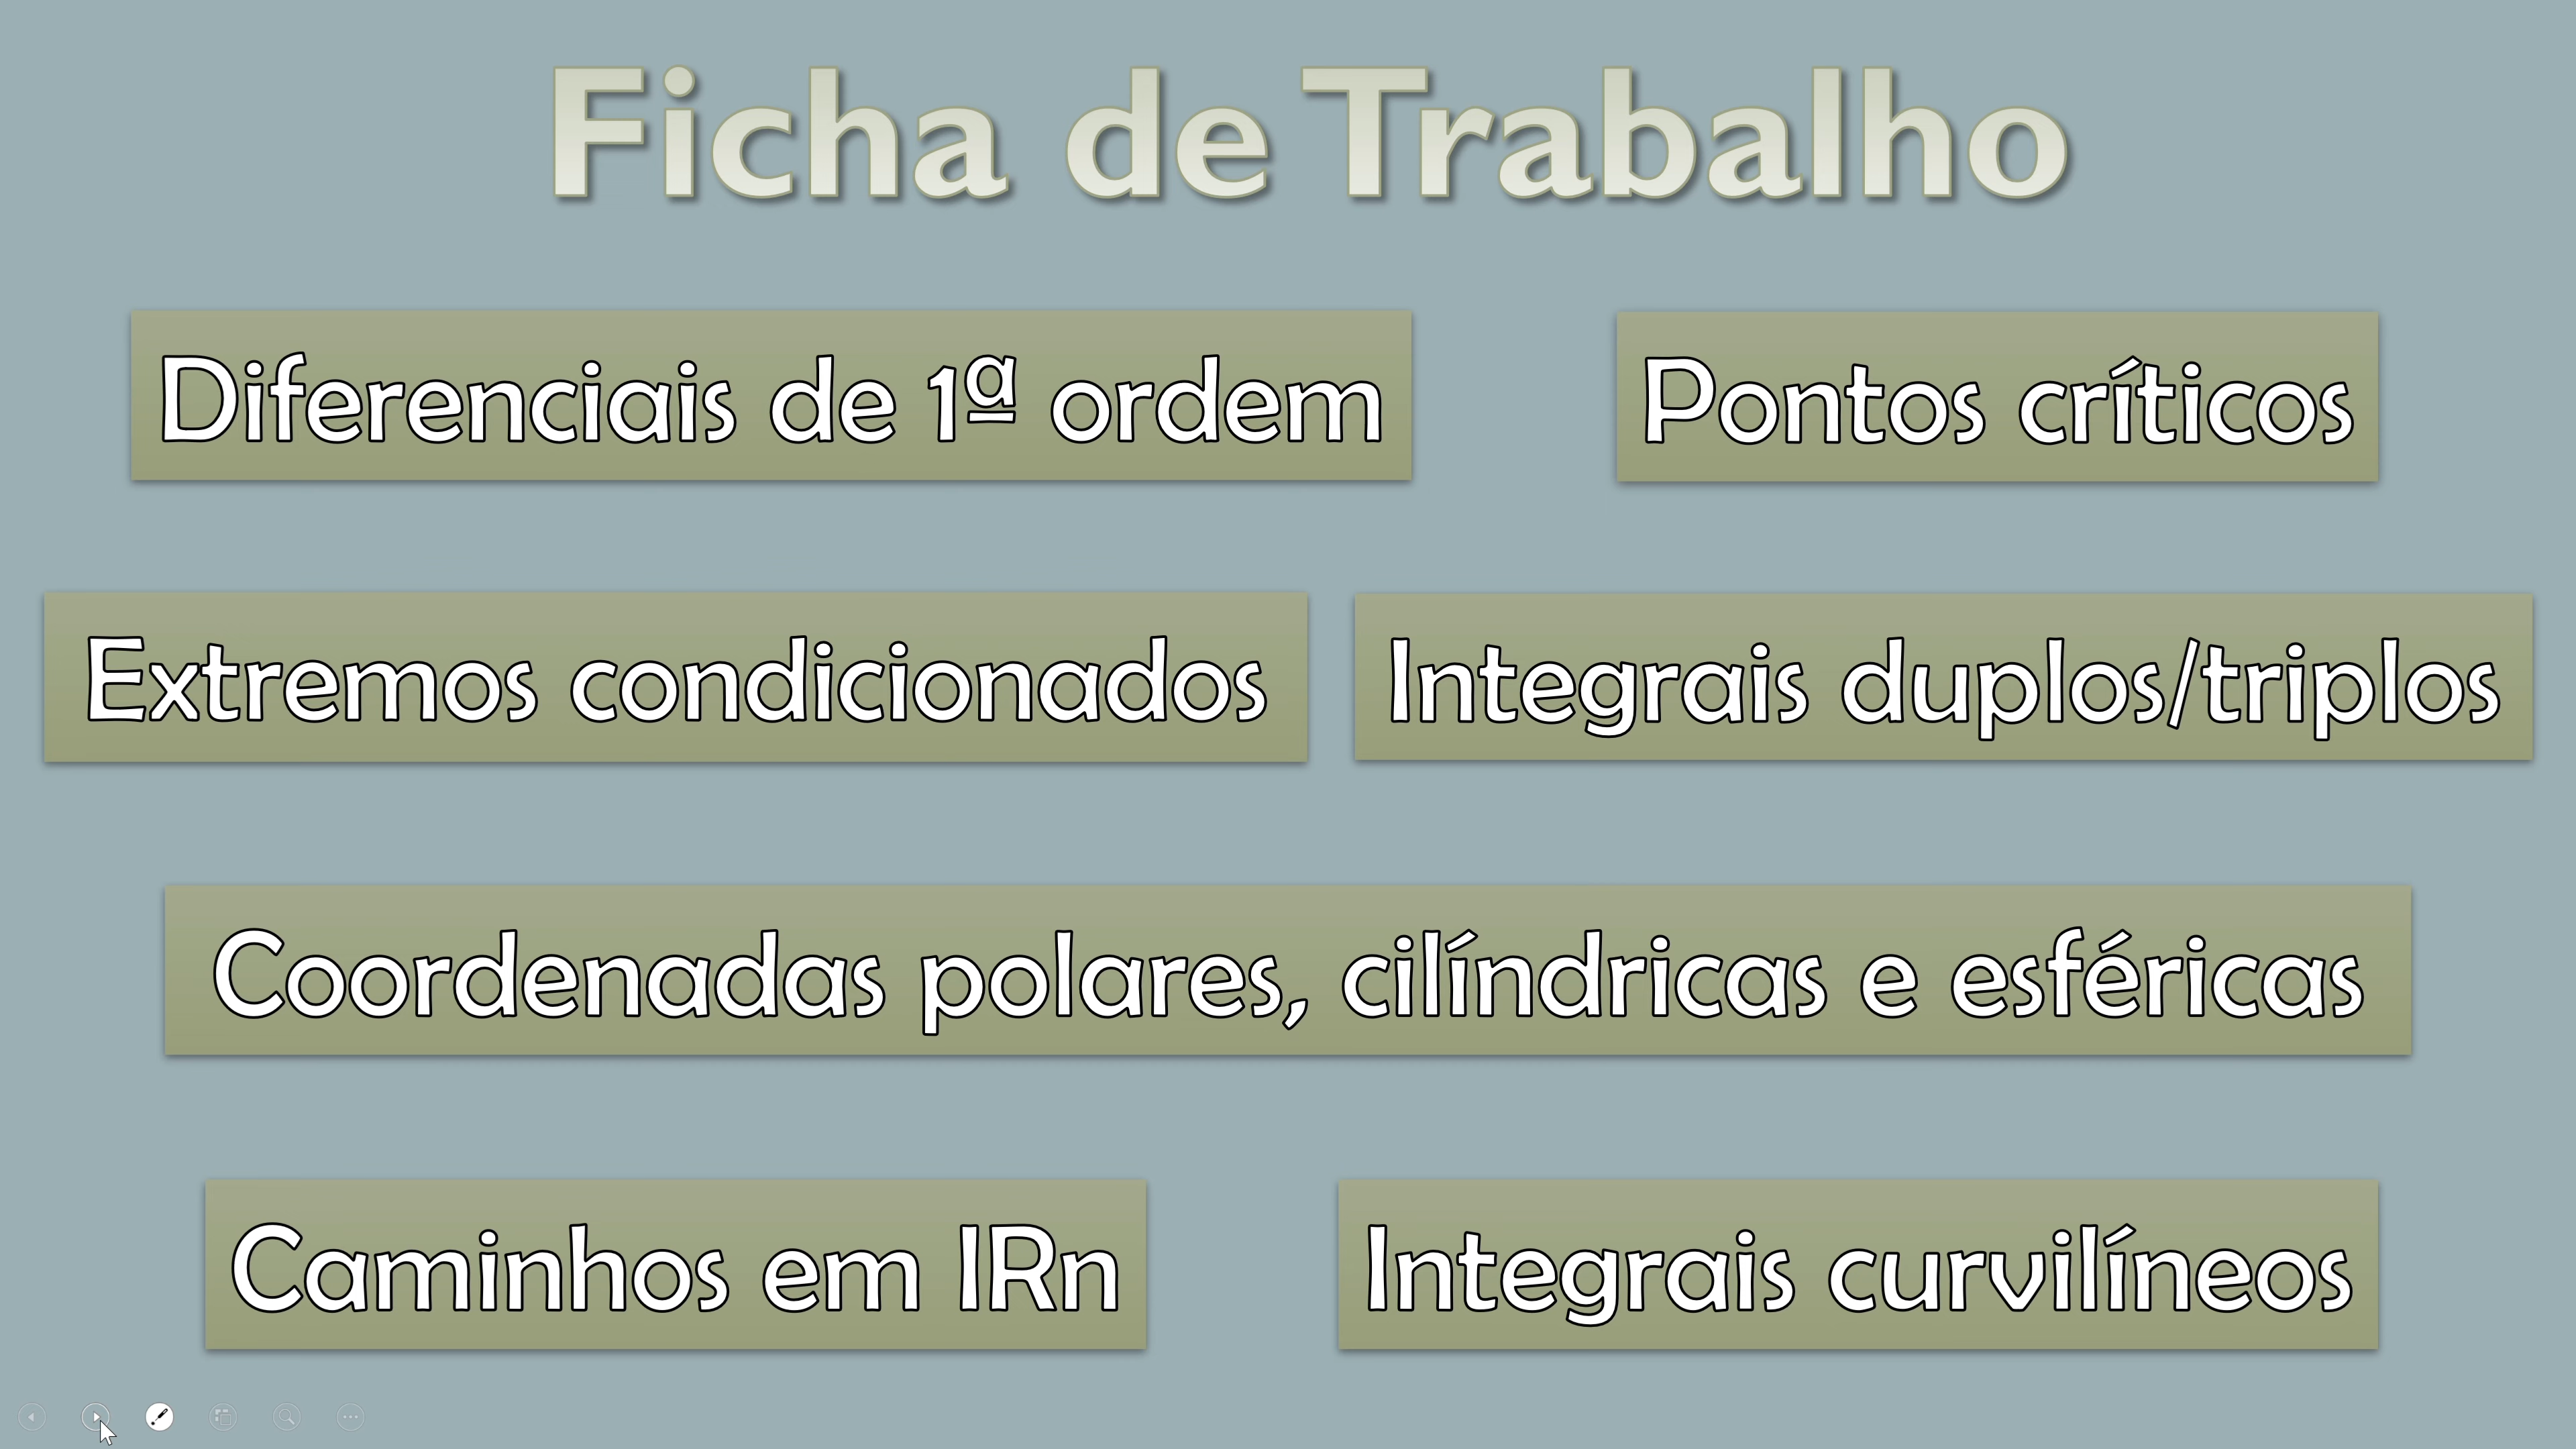 Ficha de Trabalho
Diferenciais de 1ª ordem
Pontos críticos
Extremos condicionados
Integrais duplos/triplos
Coordenadas polares, cilíndricas e esféricas
Caminhos em IRn
Integrais curvilíneos